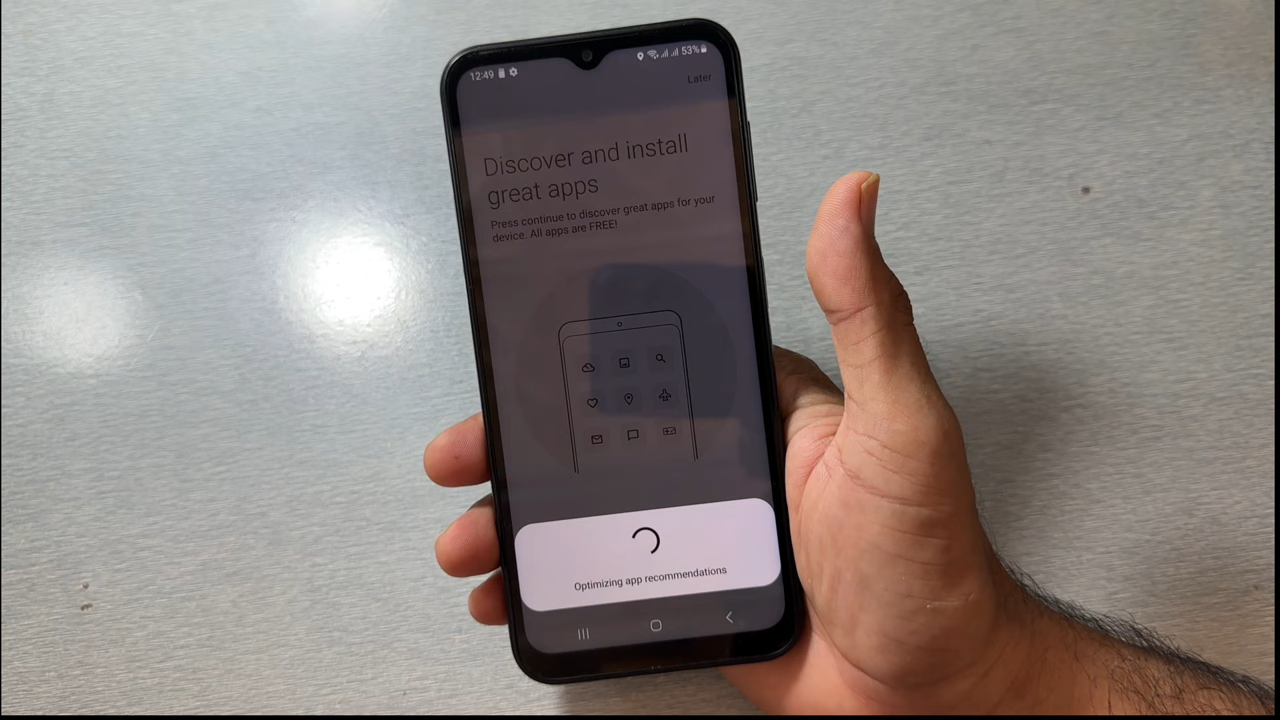 12:49
53%
Later
Discover and install
great apps
Press continue to discover great apps for your
device. All apps are FREE!
Optimizing app recommendations